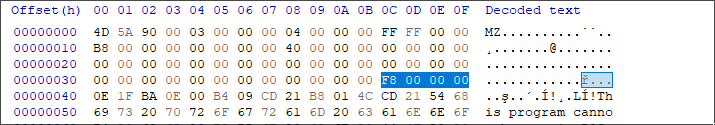 Offset(h) 00 01 02 03 04 05 06 07 08 09 0A 0B 0C 0D 0E 0F Decoded text
00000000 4D 5A 90 00 03 00 00 00 04 00 00 00 FF FF 00 00 MZ..........˙˙..
00000010 B8 00 00 00 00 00 00 00 40 00 00 00 00 00 00 00 ¸.......@.......
00000020 00 00 00 00 00 00 00 00 00 00 00 00 00 00 00 00 ................
00000030 00 00 00 00 00 00 00 00 00 00 00 00 F8 00 00 00 ............ř...
00000040 0E 1F BA 0E 00 B4 09 CD 21 B8 01 4C CD 21 54 68 ..ş..´.Í!¸.LÍ!Th
00000050 69 73 20 70 72 6F 67 72 61 6D 20 63 61 6E 6E 6F is program canno